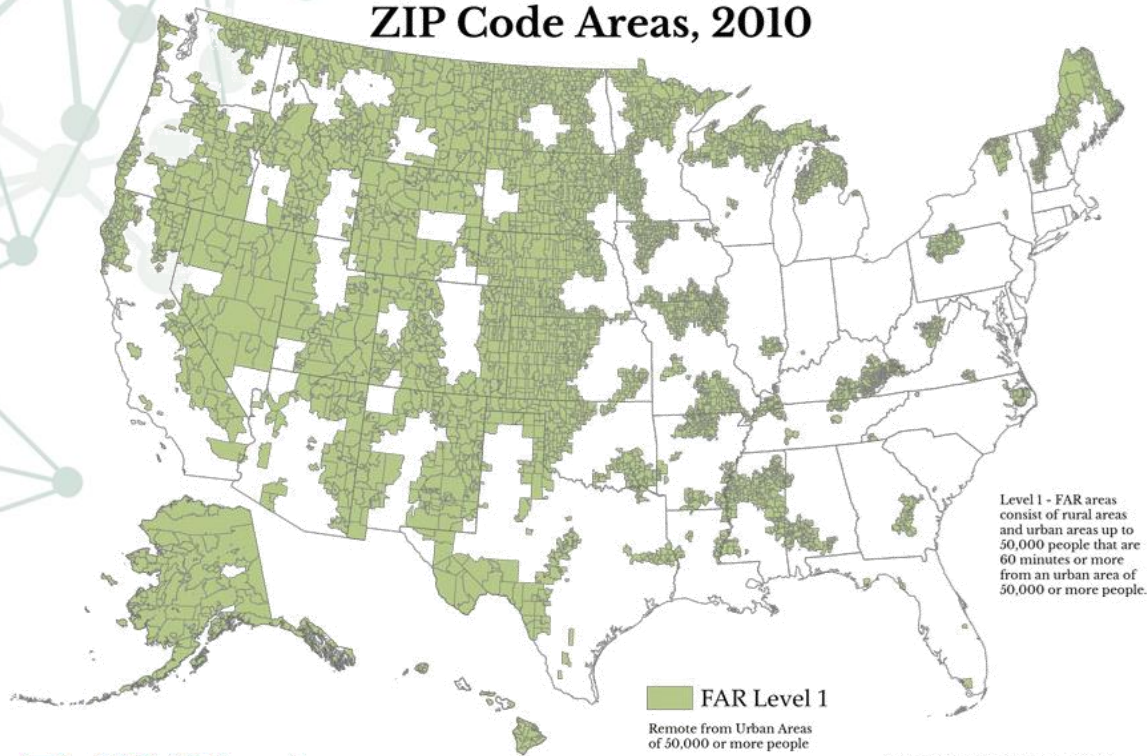 ZIP Code Areas, 2010
Level 1 - FAR areas
consist of rural areas
and urban areas up to
50,000 people that are
60 minutes or more
from an urban area of
50,000 or more people.
FAR Level 1
Remote from Urban Areas
of 50,000 or more people